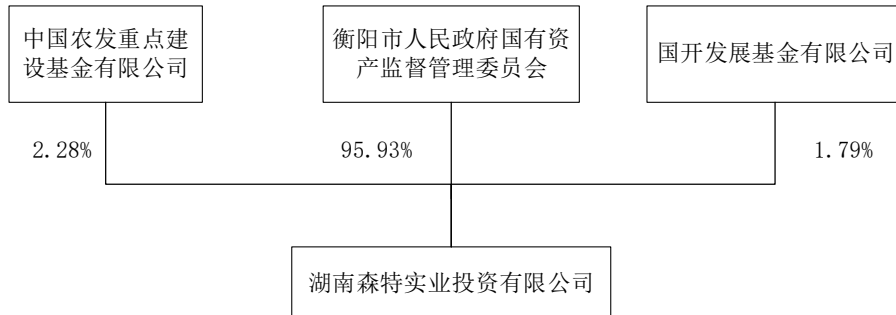 中国农发重点建
设基金有限公司
衡阳市人民政府国有资
产监督管理委员会
国开发展基金有限公司
2.28%
95.93%
1.79%
湖南森特实业投资有限公司